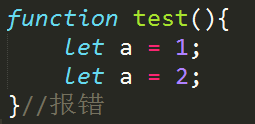 function test(){
    let a = 1;
    let a = 2;
}//报错